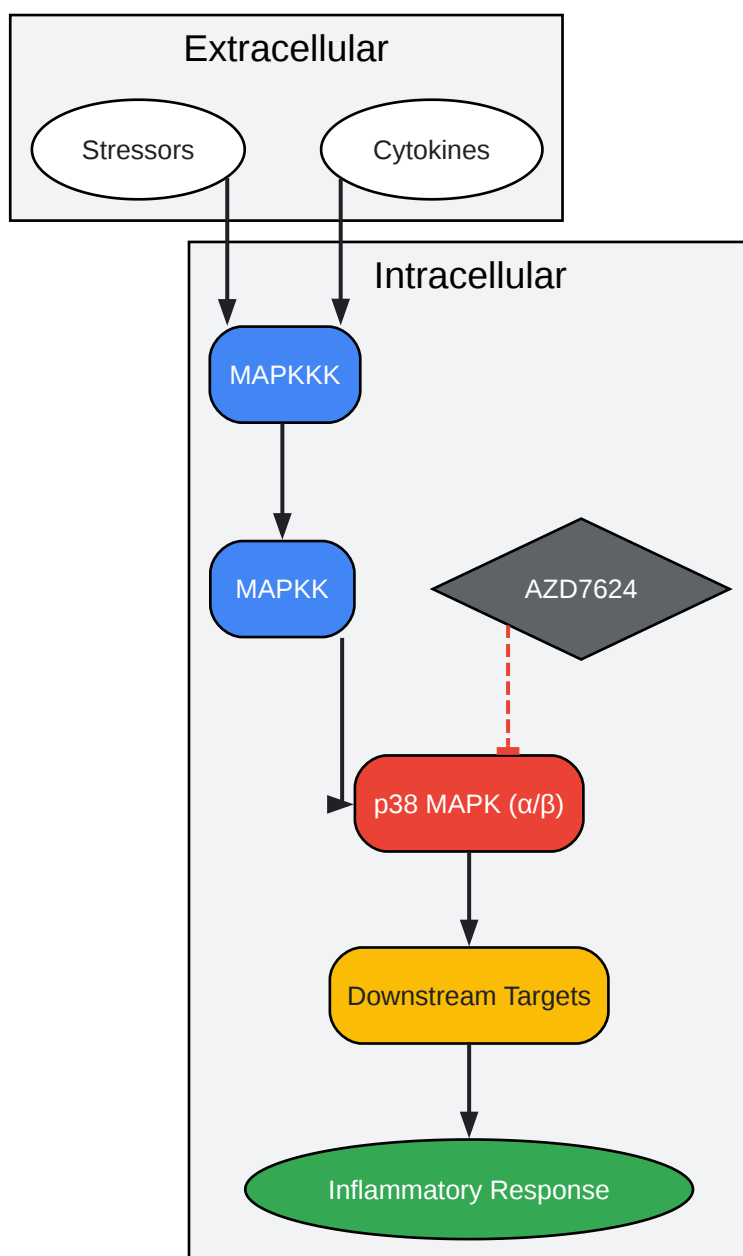 Extracellular
Stressors
Cytokines
Intracellular
MAPKKK
MAPKK
AZD7624
p38 MAPK (α/β)
Downstream Targets
Inflammatory Response